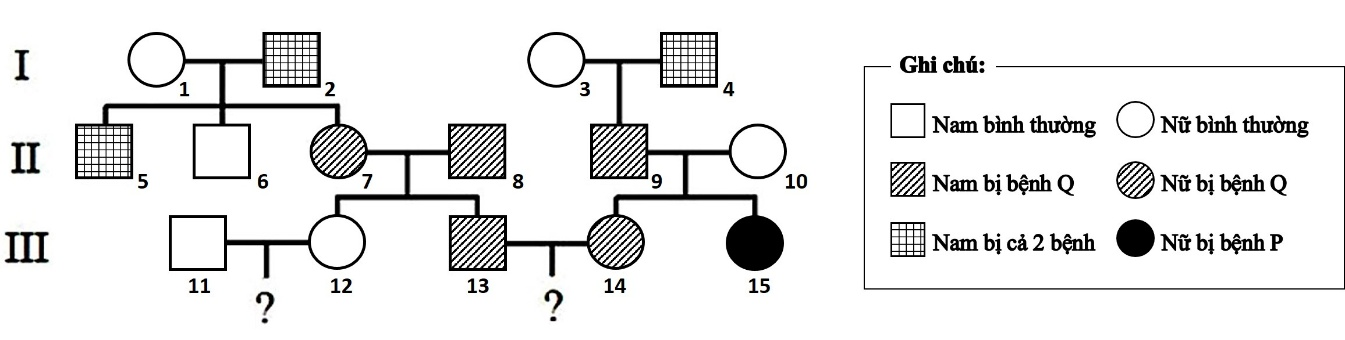 I
1
2
3
4
II
5
6
7
8
9
10
III
11
12
13
14
15
?
?
Ghi chú:
Nam bình thường
Nữ bình thường
Nam bị bệnh Q
Nữ bị bệnh Q
Nam bị cả 2 bệnh
Nữ bị bệnh P